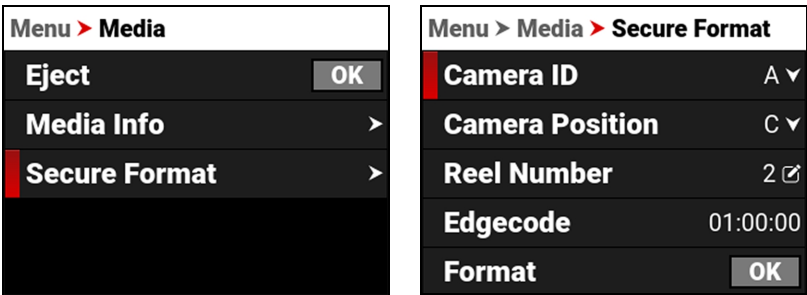 Menu > Media
Eject OK
Media Info >
Secure Format >
Menu > Media > Secure Format
Camera ID A
Camera Position C
Reel Number 2
Edgecode 01:00:00
Format OK